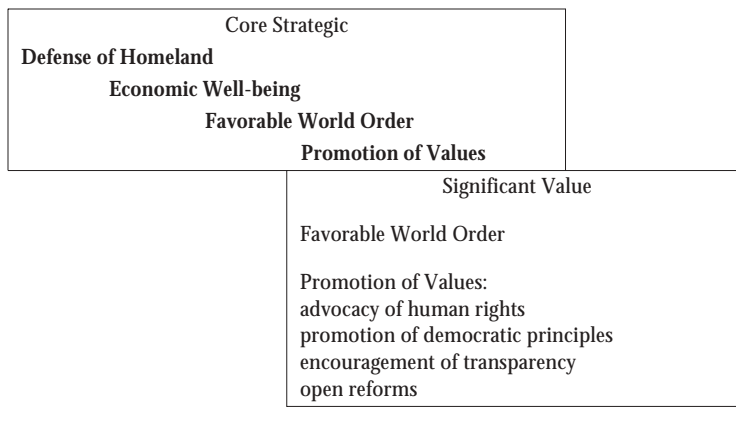 Core Strategic
Defense of Homeland
Economic Well-being
Favorable World Order
Promotion of Values
Significant Value
Favorable World Order
Promotion of Values:
advocacy of human rights
promotion of democratic principles
encouragement of transparency
open reforms